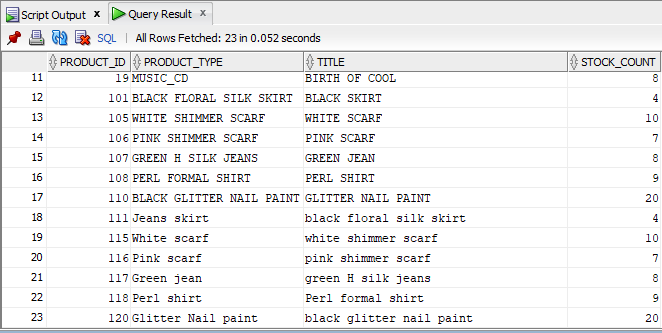 Script Output x Query Result x
SQL | All Rows Fetched: 23 in 0.052 seconds
PRODUCT_ID PRODUCT_TYPE TITLE STOCK_COUNT
11 19 MUSIC_CD BIRTH OF COOL 8
12 101 BLACK FLORAL SILK SKIRT BLACK SKIRT 4
13 105 WHITE SHIMMER SCARF WHITE SCARF 10
14 106 PINK SHIMMER SCARF PINK SCARF 7
15 107 GREEN H SILK JEANS GREEN JEAN 8
16 108 PERL FORMAL SHIRT PERL SHIRT 9
17 110 BLACK GLITTER NAIL PAINT GLITTER NAIL PAINT 20
18 111 Jeans skirt black floral silk skirt 4
19 115 White scarf white shimmer scarf 10
20 116 Pink scarf pink shimmer scarf 7
21 117 Green jean green H silk jeans 8
22 118 Perl shirt Perl formal shirt 9
23 120 Glitter Nail paint black glitter nail paint 20